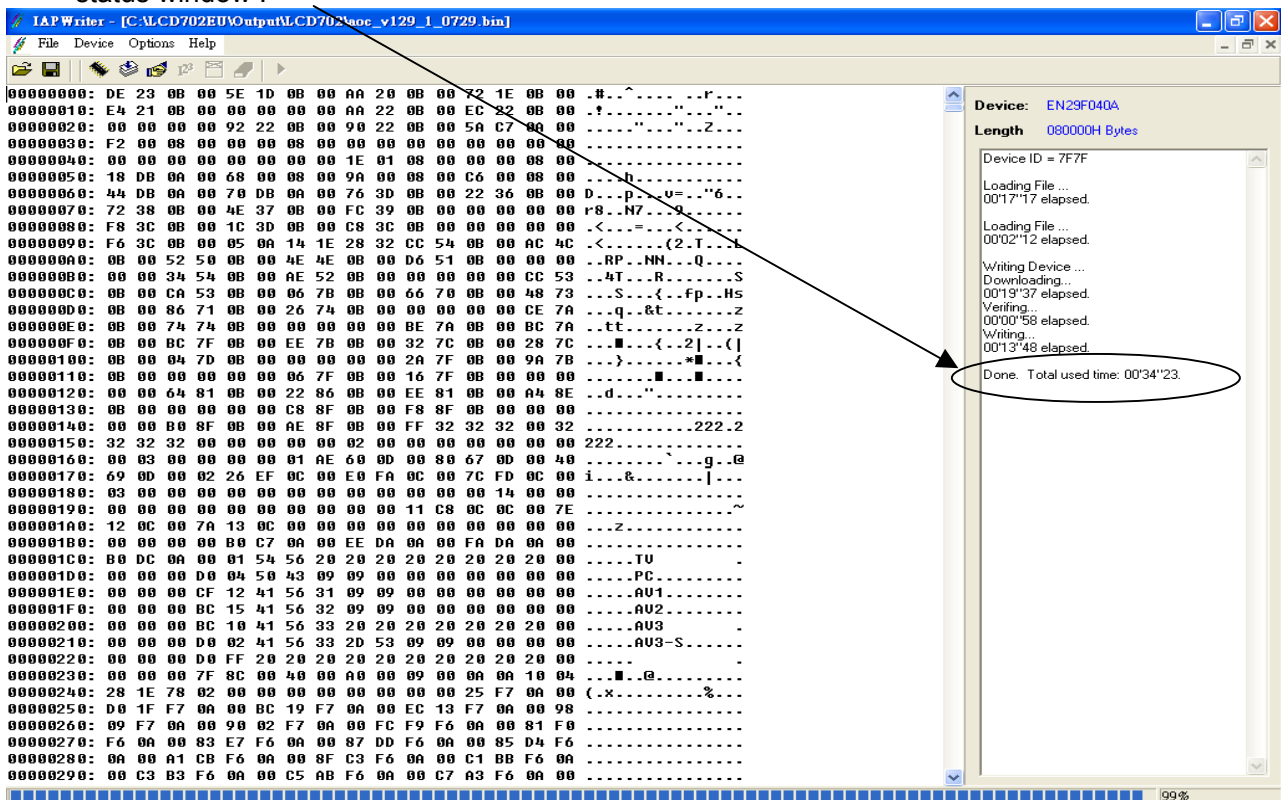 status window .
IAPWriter - [C:\LCD702EU\Output\LCD702\aoc_v129_1_0729.bin]
File Device Options Help
00000000: DE 23 0B 00 5E 1D 0B 00 AA 20 0B 00 72 1E 0B 00 .#..^.... ..r...
00000010: E4 21 0B 00 00 00 00 00 AA 22 0B 00 EC 22 0B 00 .!......."..."..
00000020: 00 00 00 00 92 22 0B 00 90 22 0B 00 5A C7 0A 00 ....."..."..Z...
00000030: F2 00 08 00 00 00 08 00 00 00 00 00 00 00 00 00 ................
00000040: 00 00 00 00 00 00 00 00 1E 01 08 00 00 00 08 00 ................
00000050: 18 DB 0A 00 68 00 08 00 9A 00 08 00 C6 00 08 00 ....h...........
00000060: 44 DB 0A 00 70 DB 0A 00 76 3D 0B 00 22 36 0B 00 D...p...v=.."6..
00000070: 72 38 0B 00 4E 37 0B 00 FC 39 0B 00 00 00 00 00 r8..N7...9......
00000080: F8 3C 0B 00 1C 3D 0B 00 C8 3C 0B 00 00 00 00 00 .<...=...<......
00000090: F6 3C 0B 00 05 0A 14 1E 28 32 CC 54 0B 00 AC 4C .<......(2.T...L
000000A0: 0B 00 52 50 0B 00 4E 4E 0B 00 D6 51 0B 00 00 00 ..RP..NN...Q....
000000B0: 00 00 34 54 0B 00 AE 52 0B 00 00 00 00 00 CC 53 ..4T...R.......S
000000C0: 0B 00 CA 53 0B 00 06 7B 0B 00 66 70 0B 00 48 73 ...S...{..fp..Hs
000000D0: 0B 00 86 71 0B 00 26 74 0B 00 00 00 00 00 CE 7A ...q..&t.......z
000000E0: 0B 00 74 74 0B 00 00 00 00 00 BE 7A 0B 00 BC 7A ..tt.......z...z
000000F0: 0B 00 BC 7F 0B 00 EE 7B 0B 00 32 7C 0B 00 28 7C ...■...{..2|..(|
00000100: 0B 00 04 7D 0B 00 00 00 00 00 2A 7F 0B 00 9A 7B ...}......*■...{
00000110: 0B 00 00 00 00 00 06 7F 0B 00 16 7F 0B 00 00 00 .......■...■....
00000120: 00 00 64 81 0B 00 22 86 0B 00 EE 81 0B 00 A4 8E ..d...".........
00000130: 0B 00 00 00 00 00 C8 8F 0B 00 F8 8F 0B 00 00 00 ................
00000140: 00 00 B0 8F 0B 00 AE 8F 0B 00 FF 32 32 32 00 32 ...........222.2
00000150: 32 32 32 00 00 00 00 00 02 00 00 00 00 00 00 00 222.............
00000160: 00 03 00 00 00 00 01 AE 60 0D 00 80 67 0D 00 40 ........`...g..@
00000170: 69 0D 00 02 26 EF 0C 00 E0 FA 0C 00 7C FD 0C 00 i...&.......|...
00000180: 03 00 00 00 00 00 00 00 00 00 00 00 00 14 00 00 ................
00000190: 00 00 00 00 00 00 00 00 00 00 11 C8 0C 0C 00 7E ...............~
000001A0: 12 0C 00 7A 13 0C 00 00 00 00 00 00 00 00 00 00 ...z............
000001B0: 00 00 00 00 B0 C7 0A 00 EE DA 0A 00 FA DA 0A 00 ................
000001C0: B0 DC 0A 00 01 54 56 20 20 20 20 20 20 20 20 00 .....TV        .
000001D0: 00 00 00 D0 04 50 43 09 09 00 00 00 00 00 00 00 .....PC.........
000001E0: 00 00 00 CF 12 41 56 31 09 09 00 00 00 00 00 00 .....AV1........
000001F0: 00 00 00 BC 15 41 56 32 09 09 00 00 00 00 00 00 .....AV2........
00000200: 00 00 00 BC 10 41 56 33 20 20 20 20 20 20 20 00 .....AV3       .
00000210: 00 00 00 D0 02 41 56 33 2D 53 09 09 00 00 00 00 .....AV3-S......
00000220: 00 00 00 D0 FF 20 20 20 20 20 20 20 20 20 20 00 .....          .
00000230: 00 00 00 7F 8C 00 40 00 A0 00 09 00 0A 0A 10 04 ...■..@.........
00000240: 28 1E 78 02 00 00 00 00 00 00 00 00 25 F7 0A 00 (.x.........%...
00000250: D0 1F F7 0A 00 BC 19 F7 0A 00 EC 13 F7 0A 00 98 ................
00000260: 09 F7 0A 00 90 02 F7 0A 00 FC F9 F6 0A 00 81 F0 ................
00000270: F6 0A 00 83 E7 F6 0A 00 87 DD F6 0A 00 85 D4 F6 ................
00000280: 0A 00 A1 CB F6 0A 00 8F C3 F6 0A 00 C1 BB F6 0A ................
00000290: 00 C3 B3 F6 0A 00 C5 AB F6 0A 00 C7 A3 F6 0A 00 ................
Device: EN29F040A
Length 080000H Bytes
Device ID = 7F7F
Loading File ...
00'17"17 elapsed.
Loading File ...
00'02"12 elapsed.
Writing Device ...
Downloading...
00'19"37 elapsed.
Verifing...
00'00"58 elapsed.
Writing...
00'13"48 elapsed.
Done. Total used time: 00'34"23.
99%